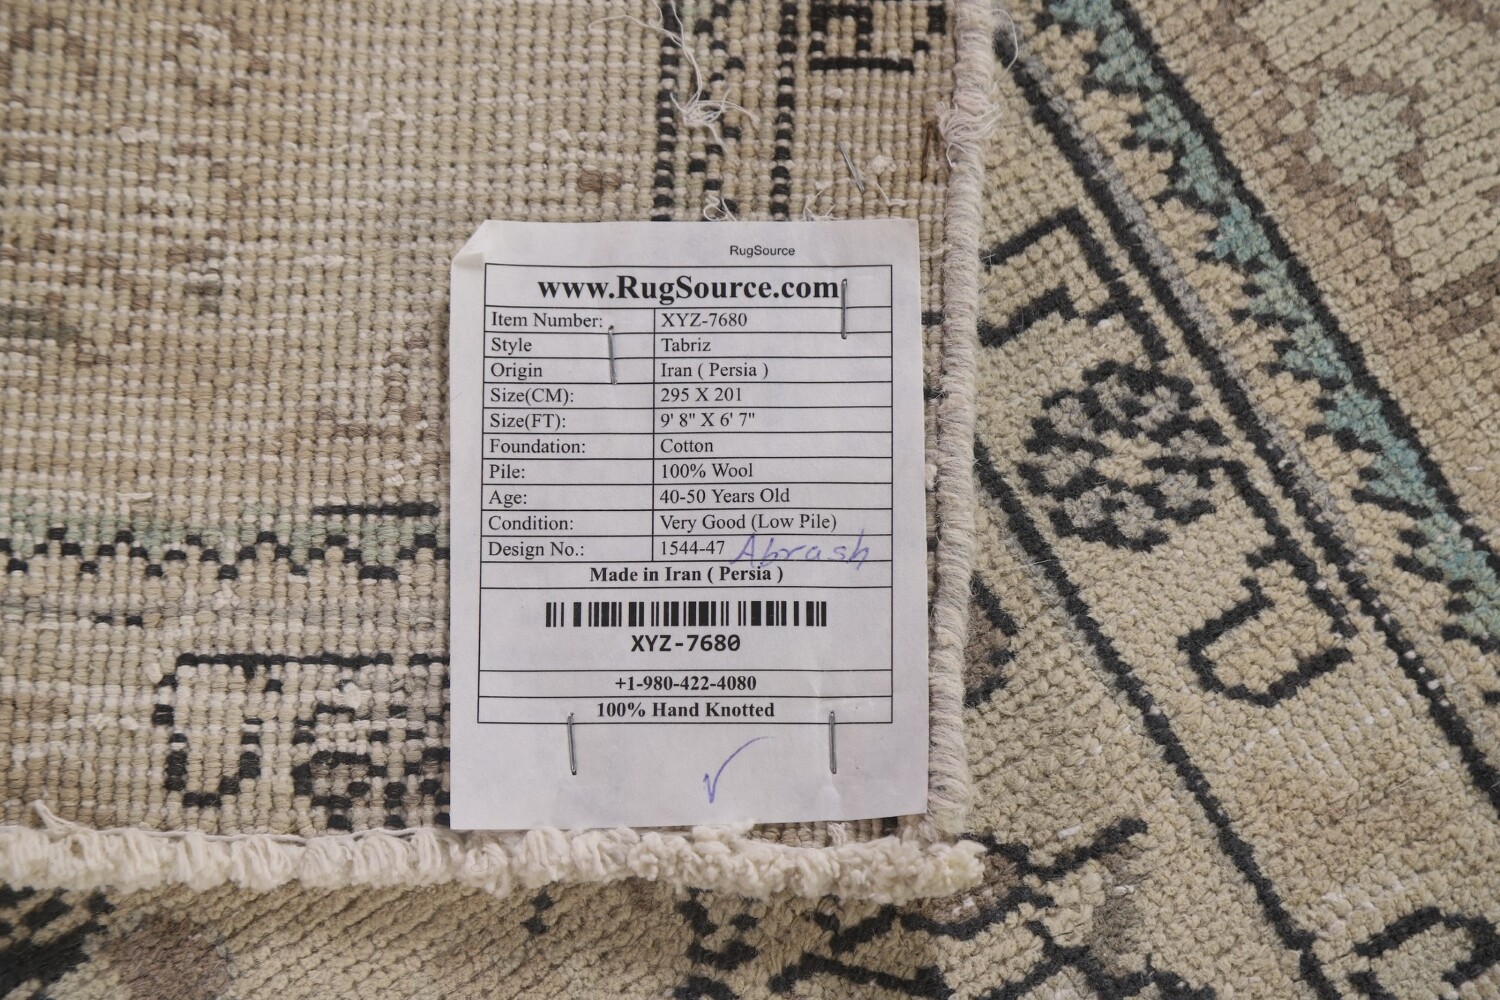 RugSource
www.RugSource.com
Item Number: XYZ-7680
Style Tabriz
Origin Iran ( Persia )
Size(CM): 295 X 201
Size(FT): 9' 8" X 6' 7"
Foundation: Cotton
Pile: 100% Wool
Age: 40-50 Years Old
Condition: Very Good (Low Pile)
Design No.: 1544-47 Abrash
Made in Iran ( Persia )
XYZ-7680
+1-980-422-4080
100% Hand Knotted